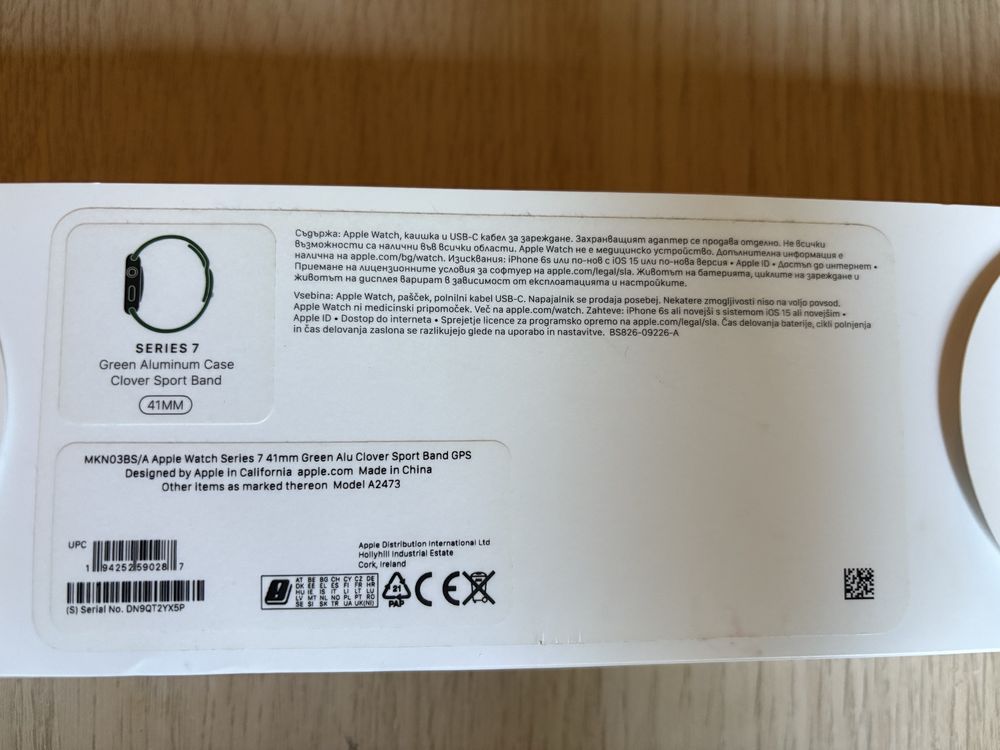 SERIES 7
Green Aluminum Case
Clover Sport Band
41MM
Съдържа: Apple Watch, каишка и USB-C кабел за зареждане. Захранващият адаптер се продава отделно. Не всички
възможности са налични във всички области. Apple Watch не е медицинско устройство. Допълнителна информация е
налична на apple.com/bg/watch. Изисквания: iPhone 6s или по-нов с iOS 15 или по-нова версия • Apple ID • Достъп до интернет •
Приемане на лицензионните условия за софтуер на apple.com/legal/sla. Животът на батерията, циклите на зареждане и
животът на дисплея варират в зависимост от експлоатацията и настройките.
Vsebina: Apple Watch, pašček, polnilni kabel USB-C. Napajalnik se prodaja posebej. Nekatere zmogljivosti niso na voljo povsod.
Apple Watch ni medicinski pripomoček. Več na apple.com/watch. Zahteve: iPhone 6s ali novejši s sistemom iOS 15 ali novejšim •
Apple ID • Dostop do interneta • Sprejetje licence za programsko opremo na apple.com/legal/sla. Čas delovanja baterije, cikli polnjenja
in čas delovanja zaslona se razlikujejo glede na uporabo in nastavitve. BS826-09226-A
MKN03BS/A Apple Watch Series 7 41mm Green Alu Clover Sport Band GPS
Designed by Apple in California apple.com Made in China
Other items as marked thereon Model A2473
UPC
1 94252 59028 7
(S) Serial No. DN9QT2YX5P
Apple Distribution International Ltd
Hollyhill Industrial Estate
Cork, Ireland
AT BE BG CH CY CZ DE
DK EE EL ES FI FR HR
HU IE IS IT LI LT LU
LV MT NL NO PL PT RO
SE SI SK TR UA UK(NI)
21
PAP
CE